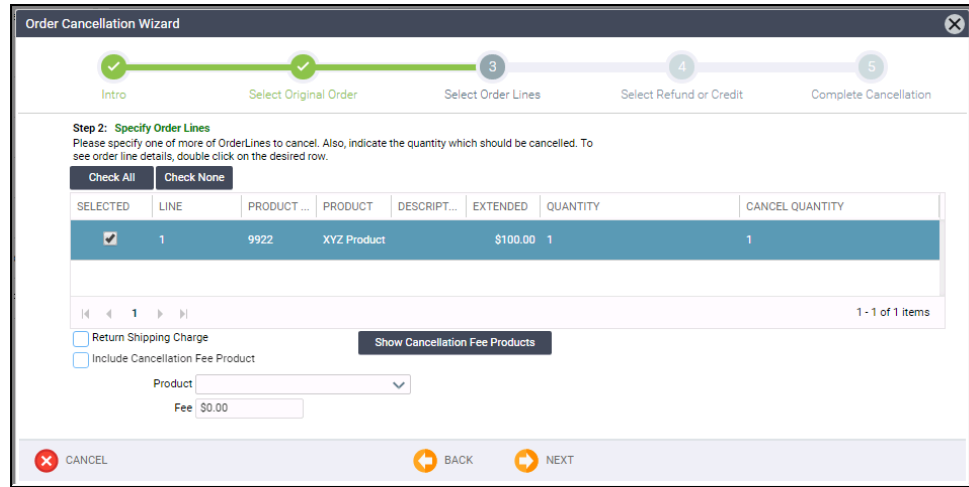 Order Cancellation Wizard
3
4
5
Intro
Select Original Order
Select Order Lines
Select Refund or Credit
Complete Cancellation
Step 2: Specify Order Lines
Please specify one of more of OrderLines to cancel. Also, indicate the quantity which should be cancelled. To
see order line details, double click on the desired row.
Check All
Check None
SELECTED LINE PRODUCT ... PRODUCT DESCRIPT... EXTENDED QUANTITY CANCEL QUANTITY
1 9922 XYZ Product $100.00 1 1
1
1 - 1 of 1 items
Return Shipping Charge
Show Cancellation Fee Products
Include Cancellation Fee Product
Product
Fee $0.00
CANCEL
BACK
NEXT